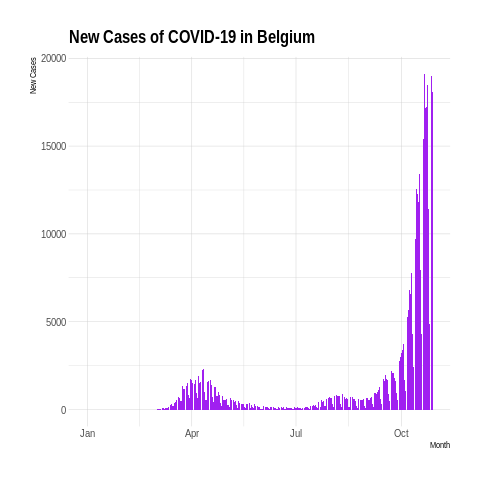 New Cases of COVID-19 in Belgium
New Cases
20000
15000
10000
5000
0
Jan Apr Jul Oct
Month